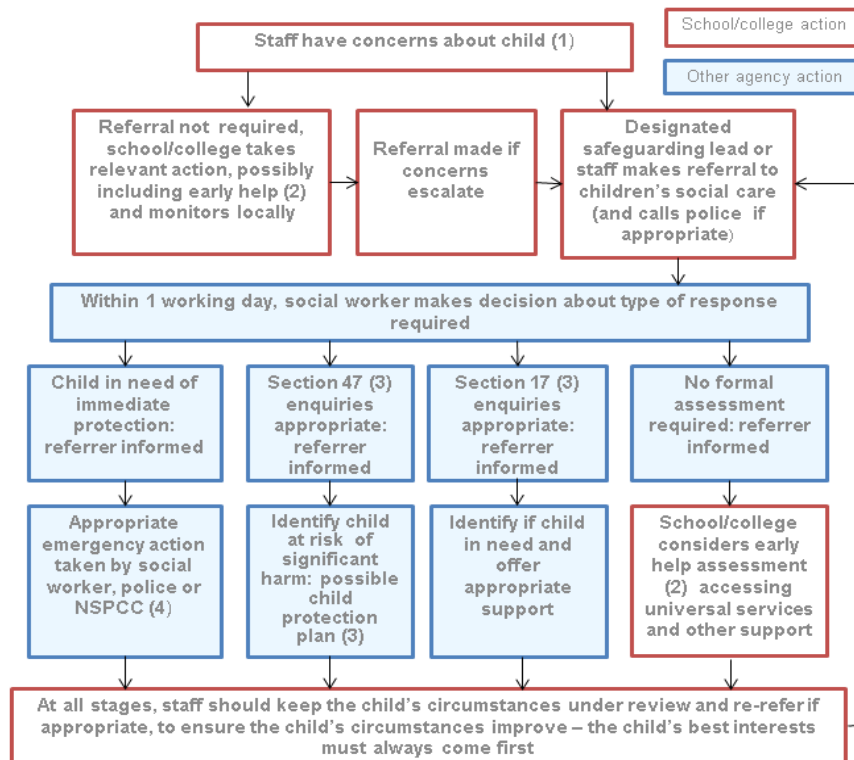 Staff have concerns about child (1)
School/college action
Other agency action
Referral not required,
school/college takes
relevant action, possibly
including early help (2)
and monitors locally
Referral made if
concerns
escalate
Designated
safeguarding lead or
staff makes referral to
children's social care
(and calls police if
appropriate)
Within 1 working day, social worker makes decision about type of response
required
Child in need of
immediate
protection:
referrer informed
Section 47 (3)
enquiries
appropriate:
referrer
informed
Section 17 (3)
enquiries
appropriate:
referrer
informed
No formal
assessment
required: referrer
informed
Appropriate
emergency action
taken by social
worker, police or
NSPCC (4)
Identify child
at risk of
significant
harm: possible
child
protection
plan (3)
Identify if child
in need and
offer
appropriate
support
School/college
considers early
help assessment
(2) accessing
universal services
and other support
At all stages, staff should keep the child's circumstances under review and re-refer if
appropriate, to ensure the child's circumstances improve – the child's best interests
must always come first